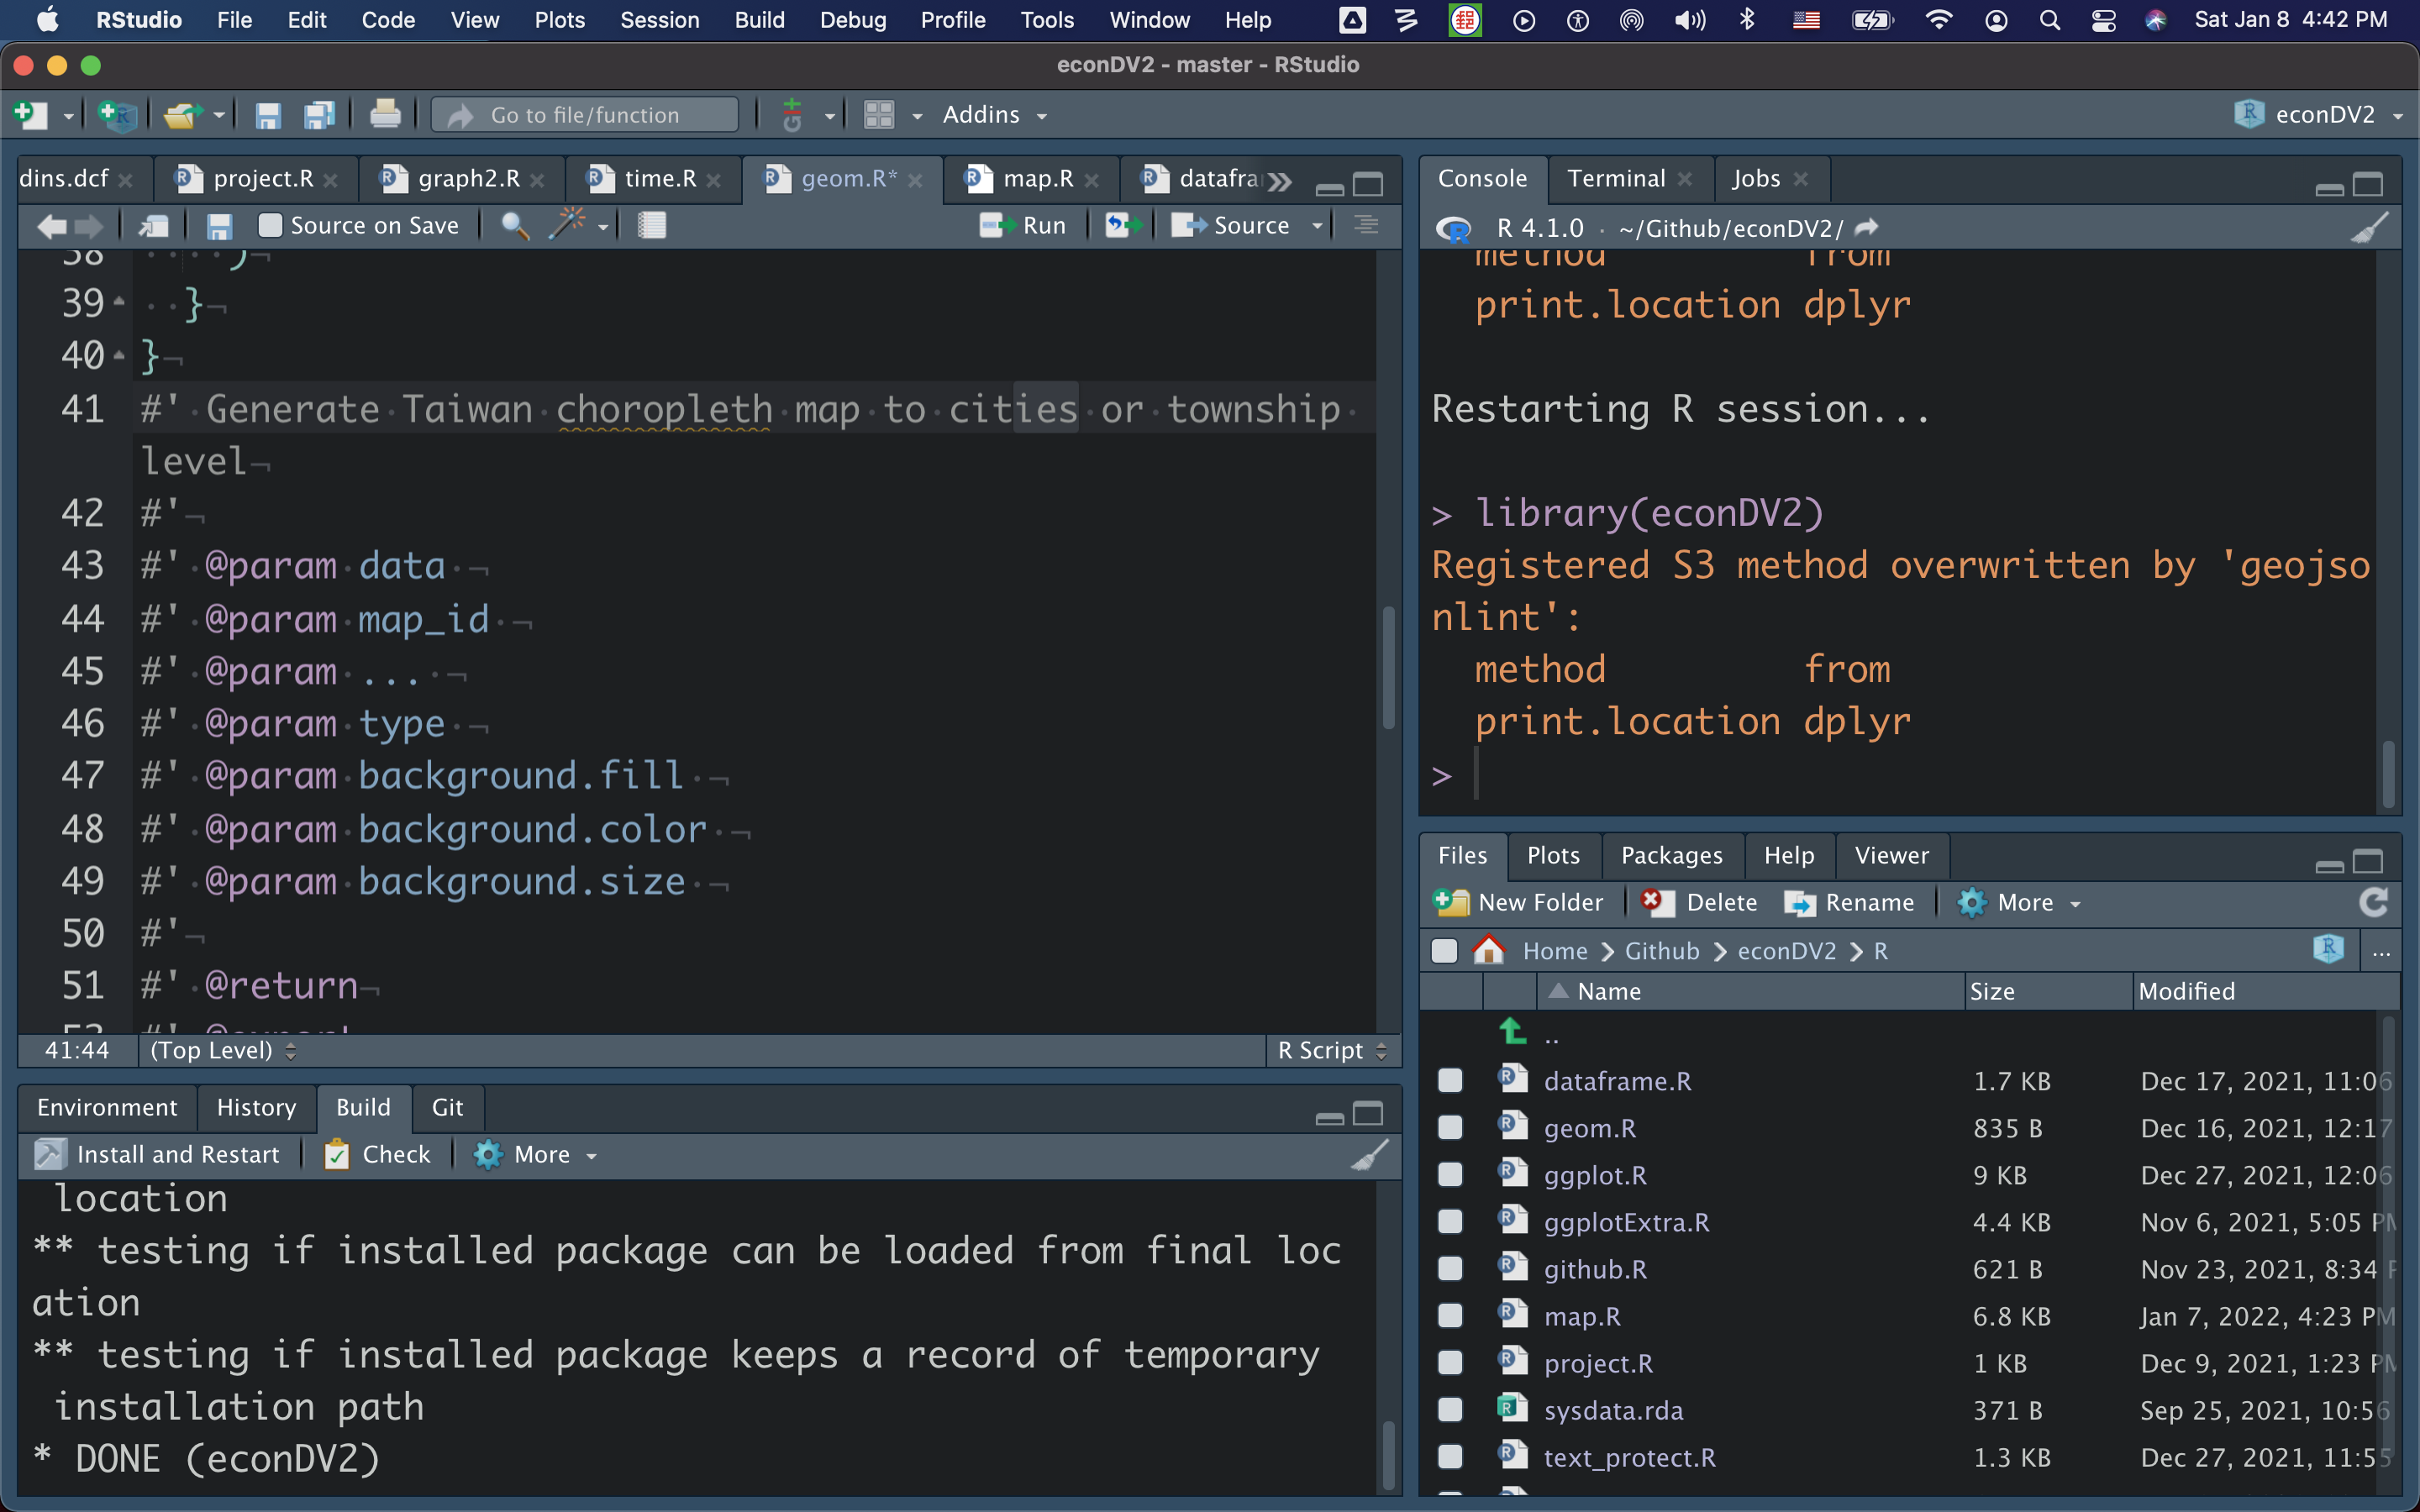 RStudio File Edit Code View Plots Session Build Debug Profile Tools Window Help Sat Jan 8 4:42 PM
econDV2 - master - RStudio
Go to file/function Addins econDV2
dins.dcf project.R graph2.R time.R geom.R* map.R datafra
Source on Save Run Source
38 )
39 }
40 }
41 #' Generate Taiwan choropleth map to cities or township
level
42 #'
43 #' @param data
44 #' @param map_id
45 #' @param ...
46 #' @param type
47 #' @param background.fill
48 #' @param background.color
49 #' @param background.size
50 #'
51 #' @return
41:44 (Top Level) R Script
Console Terminal Jobs
R 4.1.0 · ~/Github/econDV2/
method from
print.location dplyr
Restarting R session...
> library(econDV2)
Registered S3 method overwritten by 'geojso
nlint':
method from
print.location dplyr
>
Environment History Build Git
Install and Restart Check More
location
** testing if installed package can be loaded from final loc
ation
** testing if installed package keeps a record of temporary
installation path
* DONE (econDV2)
Files Plots Packages Help Viewer
New Folder Delete Rename More
Home Github econDV2 R ...
Name Size Modified
..
dataframe.R 1.7 KB Dec 17, 2021, 11:06
geom.R 835 B Dec 16, 2021, 12:17
ggplot.R 9 KB Dec 27, 2021, 12:06
ggplotExtra.R 4.4 KB Nov 6, 2021, 5:05 PM
github.R 621 B Nov 23, 2021, 8:34 P
map.R 6.8 KB Jan 7, 2022, 4:23 PM
project.R 1 KB Dec 9, 2021, 1:23 PM
sysdata.rda 371 B Sep 25, 2021, 10:56
text_protect.R 1.3 KB Dec 27, 2021, 11:55